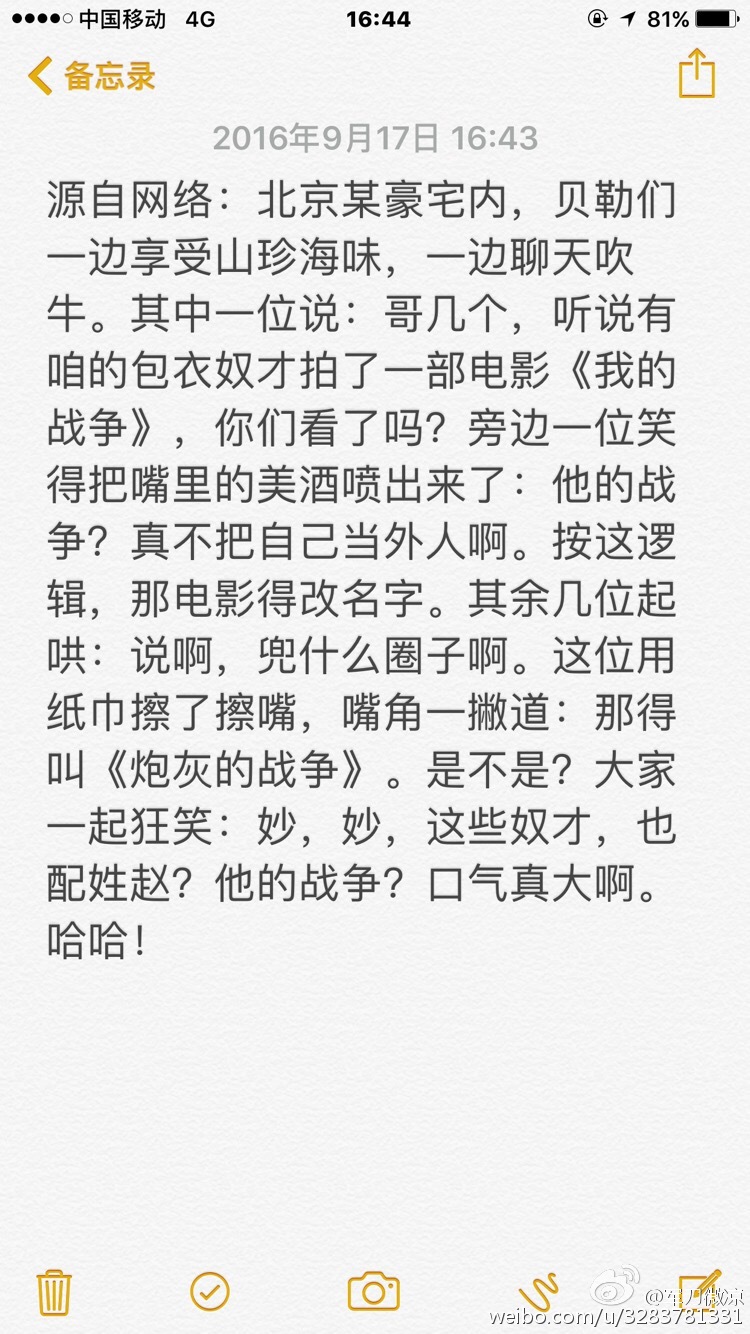 中国移动 4G 16:44 81%
备忘录
2016年9月17日 16:43
源自网络：北京某豪宅内，贝勒们
一边享受山珍海味，一边聊天吹
牛。其中一位说：哥几个，听说有
咱的包衣奴才拍了一部电影《我的
战争》，你们看了吗？旁边一位笑
得把嘴里的美酒喷出来了：他的战
争？真不把自己当外人啊。按这逻
辑，那电影得改名字。其余几位起
哄：说啊，兜什么圈子啊。这位用
纸巾擦了擦嘴，嘴角一撇道：那得
叫《炮灰的战争》。是不是？大家
一起狂笑：妙，妙，这些奴才，也
配姓赵？他的战争？口气真大啊。
哈哈！
weibo.com/u/3283781331